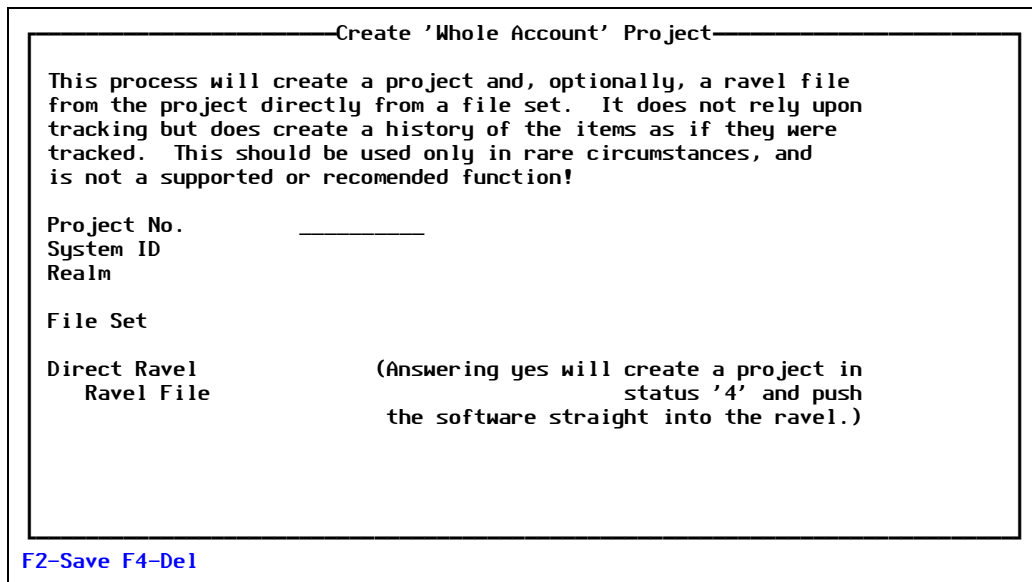 Create 'Whole Account' Project
This process will create a project and, optionally, a ravel file
from the project directly from a file set.  It does not rely upon
tracking but does create a history of the items as if they were
tracked.  This should be used only in rare circumstances, and
is not a supported or recomended function!
Project No. __________
System ID
Realm
File Set
Direct Ravel (Answering yes will create a project in
Ravel File status '4' and push
the software straight into the ravel.)
F2-Save F4-Del